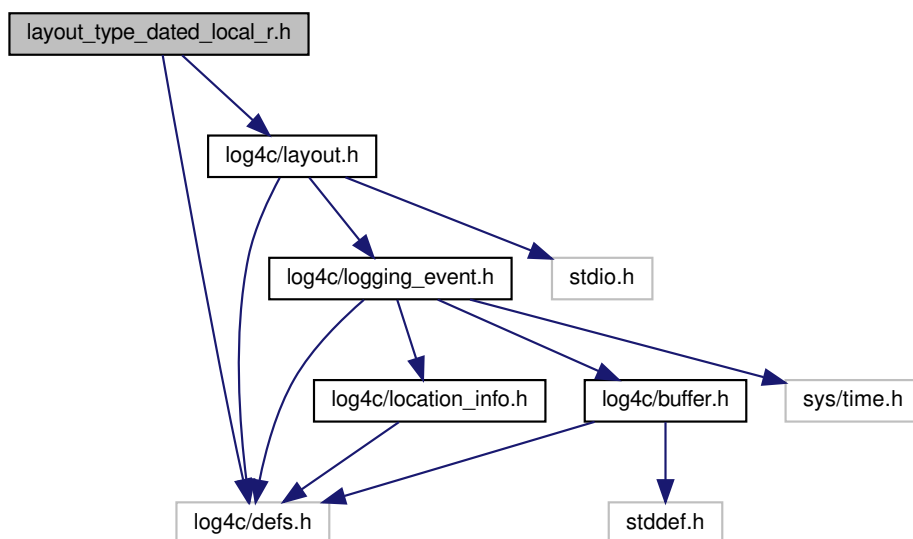 layout_type_dated_local_r.h
log4c/layout.h
log4c/logging_event.h
stdio.h
log4c/location_info.h
log4c/buffer.h
sys/time.h
log4c/defs.h
stddef.h